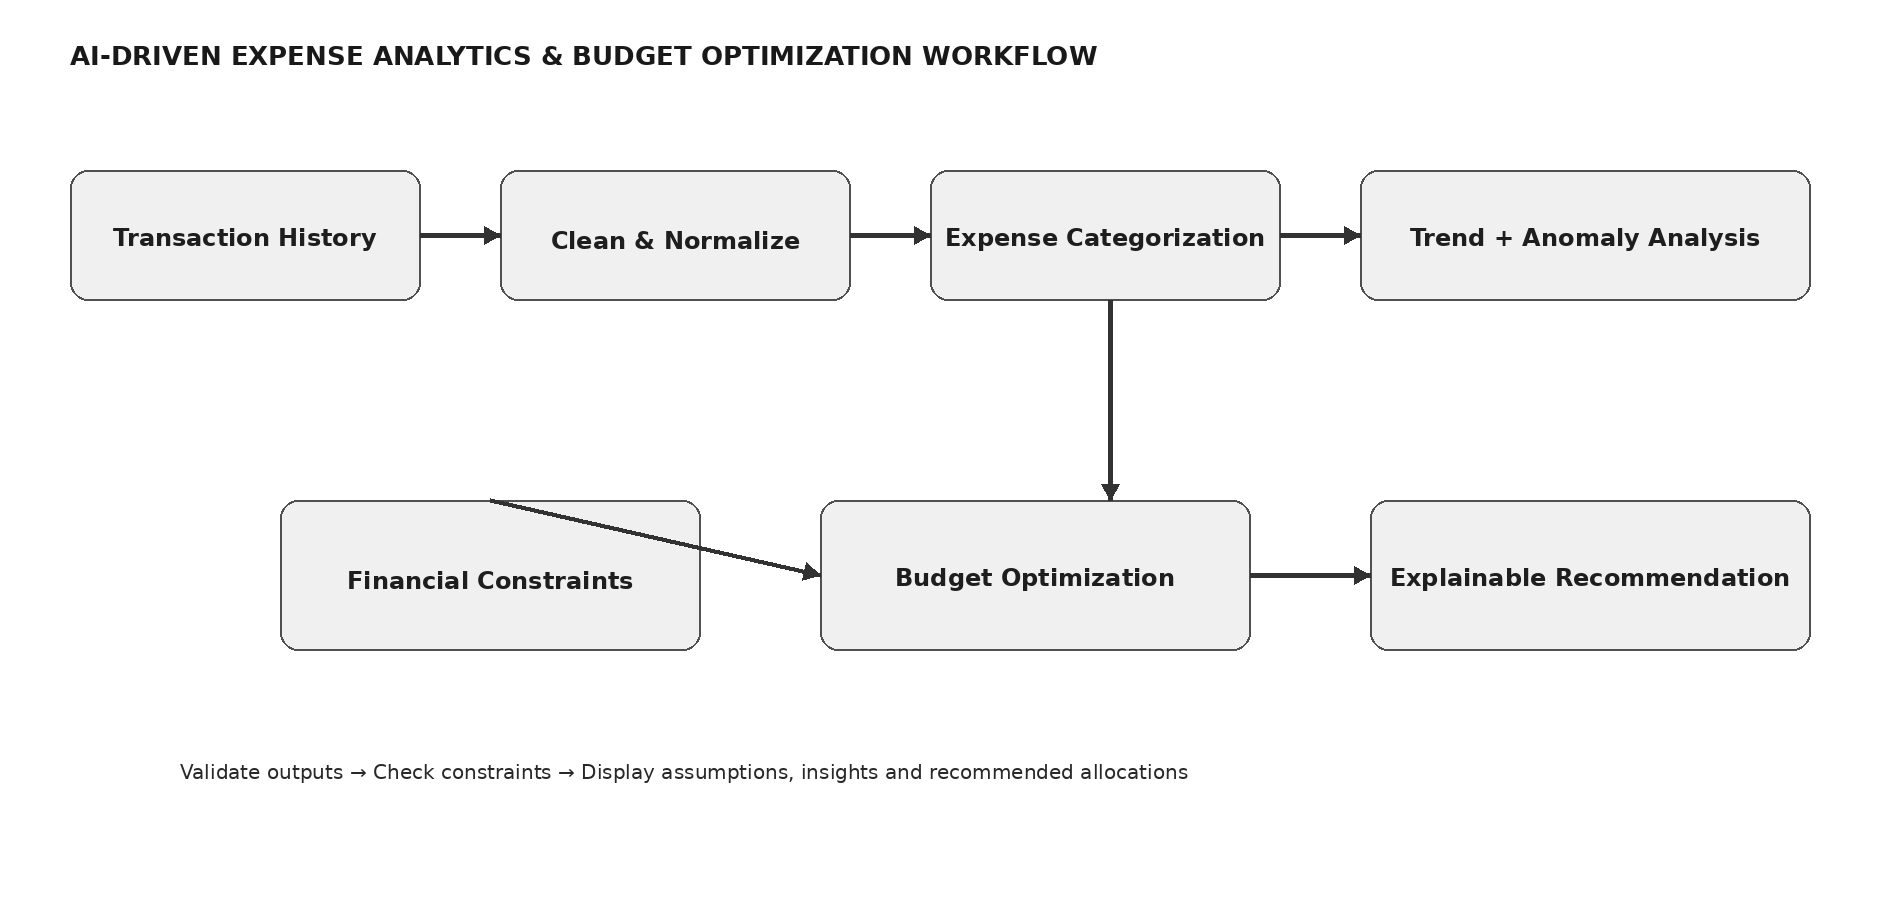 AI-DRIVEN EXPENSE ANALYTICS & BUDGET OPTIMIZATION WORKFLOW
Transaction History
Clean & Normalize
Expense Categorization
Trend + Anomaly Analysis
Financial Constraints
Budget Optimization
Explainable Recommendation
Validate outputs → Check constraints → Display assumptions, insights and recommended allocations